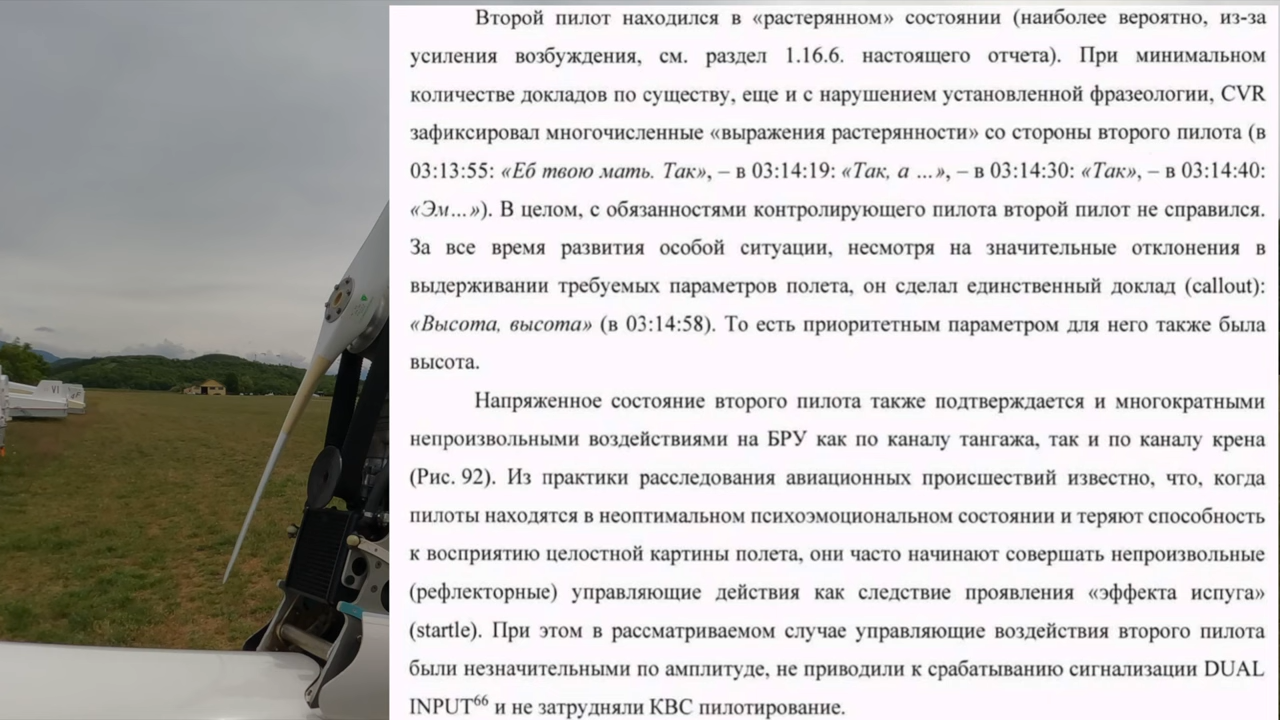 Второй пилот находился в «растерянном» состоянии (наиболее вероятно, из-за
усиления возбуждения, см. раздел 1.16.6. настоящего отчета). При минимальном
количестве докладов по существу, еще и с нарушением установленной фразеологии, CVR
зафиксировал многочисленные «выражения растерянности» со стороны второго пилота (в
03:13:55: «Еб твою мать. Так», – в 03:14:19: «Так, а ...», – в 03:14:30: «Так», – в 03:14:40:
«Эм...»). В целом, с обязанностями контролирующего пилота второй пилот не справился.
За все время развития особой ситуации, несмотря на значительные отклонения в
выдерживании требуемых параметров полета, он сделал единственный доклад (callout):
«Высота, высота» (в 03:14:58). То есть приоритетным параметром для него также была
высота.
Напряженное состояние второго пилота также подтверждается и многократными
непроизвольными воздействиями на БРУ как по каналу тангажа, так и по каналу крена
(Рис. 92). Из практики расследования авиационных происшествий известно, что, когда
пилоты находятся в неоптимальном психоэмоциональном состоянии и теряют способность
к восприятию целостной картины полета, они часто начинают совершать непроизвольные
(рефлекторные) управляющие действия как следствие проявления «эффекта испуга»
(startle). При этом в рассматриваемом случае управляющие воздействия второго пилота
были незначительными по амплитуде, не приводили к срабатыванию сигнализации DUAL
INPUT66 и не затрудняли КВС пилотирование.
VI